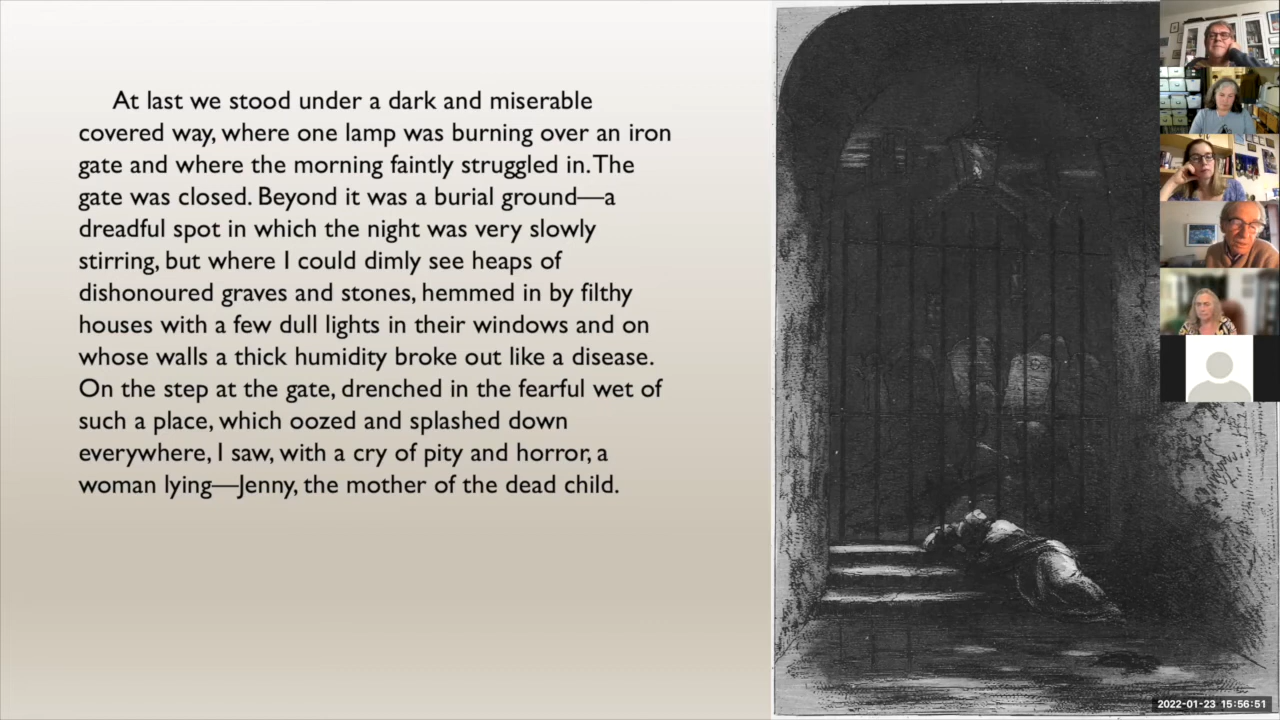 At last we stood under a dark and miserable
covered way, where one lamp was burning over an iron
gate and where the morning faintly struggled in. The
gate was closed. Beyond it was a burial ground—a
dreadful spot in which the night was very slowly
stirring, but where I could dimly see heaps of
dishonoured graves and stones, hemmed in by filthy
houses with a few dull lights in their windows and on
whose walls a thick humidity broke out like a disease.
On the step at the gate, drenched in the fearful wet of
such a place, which oozed and splashed down
everywhere, I saw, with a cry of pity and horror, a
woman lying—Jenny, the mother of the dead child.
2022-01-23 15:56:51